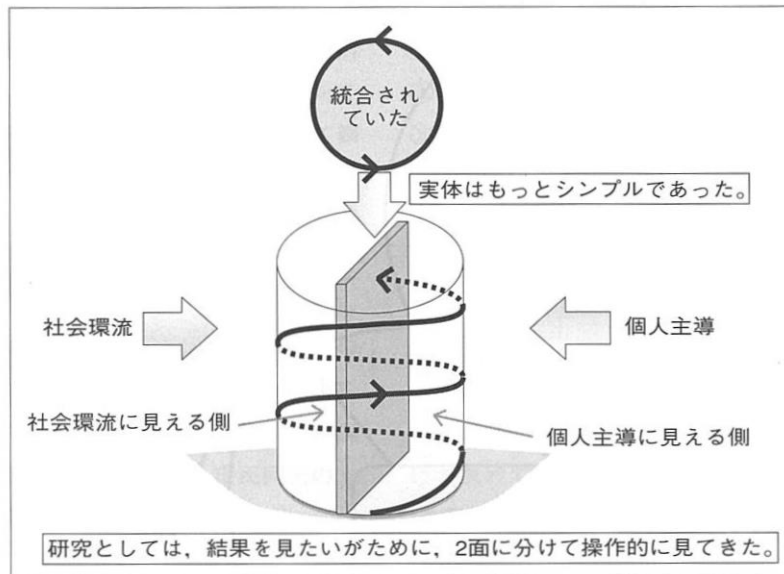 統合され
ていた
実体はもっとシンプルであった。
社会環流
個人主導
社会環流に見える側
個人主導に見える側
研究としては，結果を見たいがために，2面に分けて操作的に見てきた。